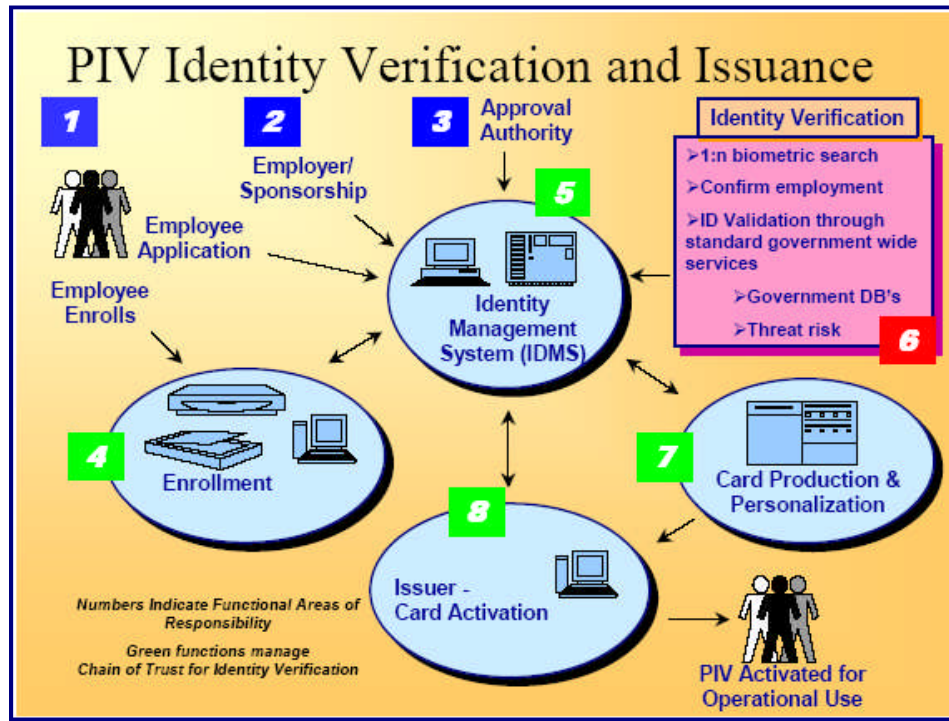 PIV Identity Verification and Issuance
1
2
3
Approval
Authority
Identity Verification
Employer/
Sponsorship
5
➤1:n biometric search
➤Confirm employment
➤ID Validation through
standard government wide
services
➤Government DB's
➤Threat risk
6
Employee
Application
Employee
Enrolls
Identity
Management
System (IDMS)
4
Enrollment
7
Card Production &
Personalization
8
Issuer -
Card Activation
Numbers Indicate Functional Areas of
Responsibility
Green functions manage
Chain of Trust for Identity Verification
PIV Activated for
Operational Use